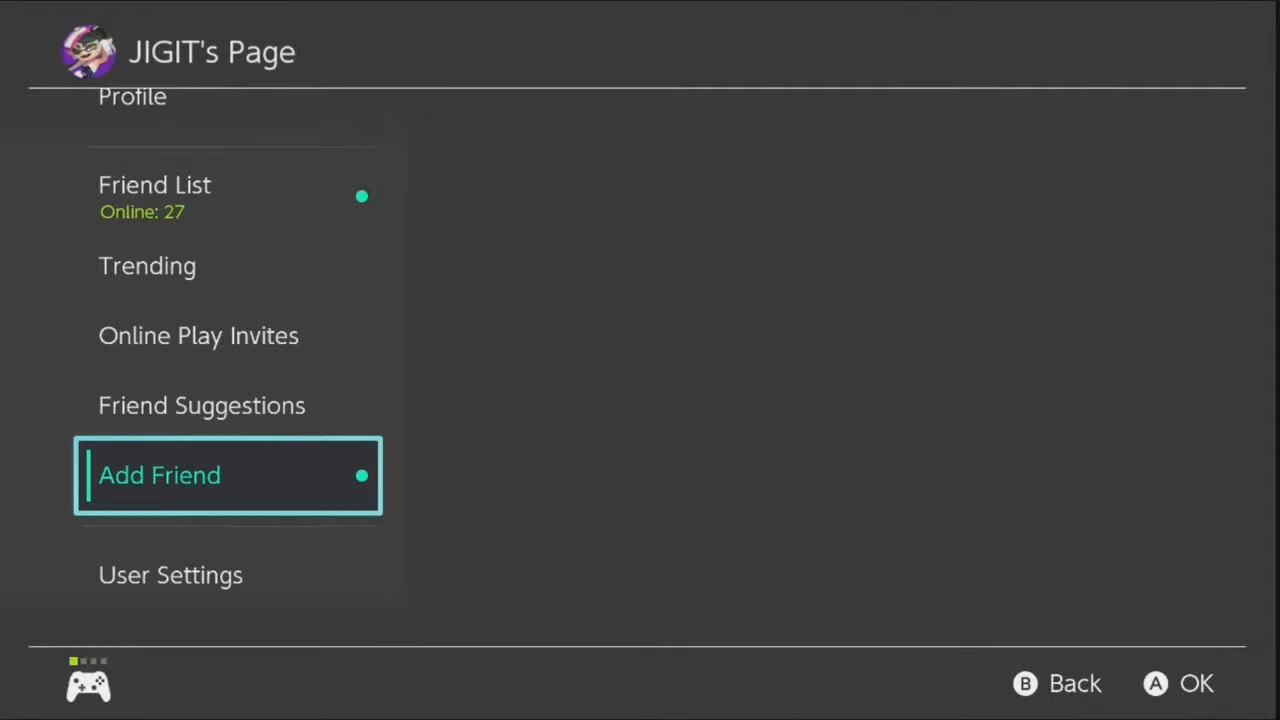 JIGIT's Page
Profile
Friend List
Online: 27
Trending
Online Play Invites
Friend Suggestions
Add Friend
User Settings
B Back
A OK